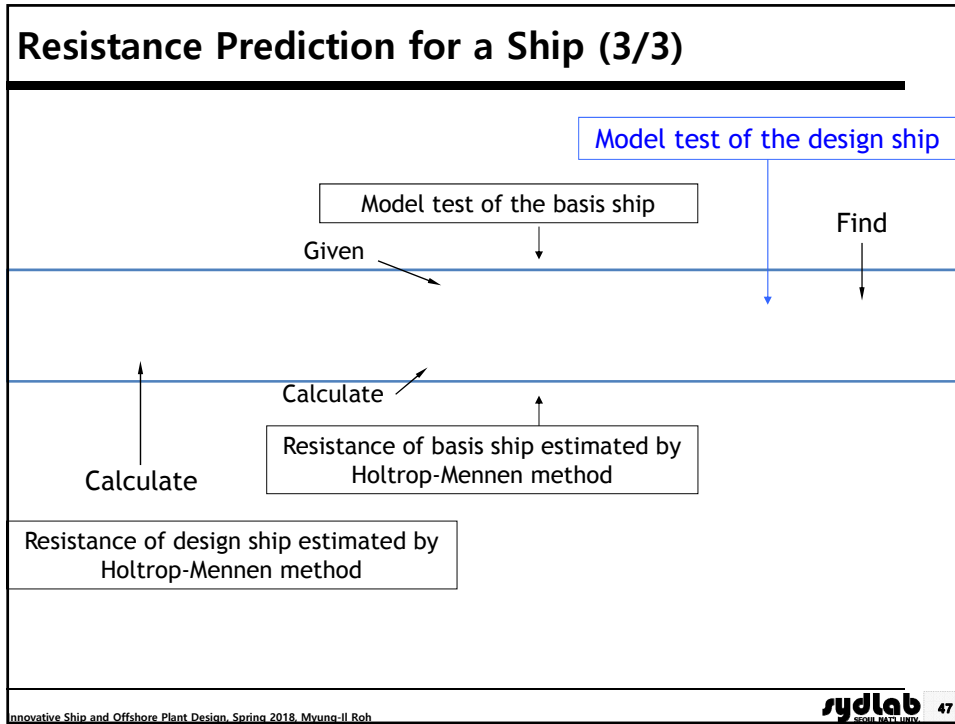 Resistance Prediction for a Ship (3/3)
Model test of the design ship
Model test of the basis ship
Find
Given
Calculate
Resistance of basis ship estimated by
Holtrop-Mennen method
Calculate
Resistance of design ship estimated by
Holtrop-Mennen method
nnovative Ship and Offshore Plant Design, Spring 2018, Myung-Il Roh
sydlab
SEOUL NAT'L UNIV.
47